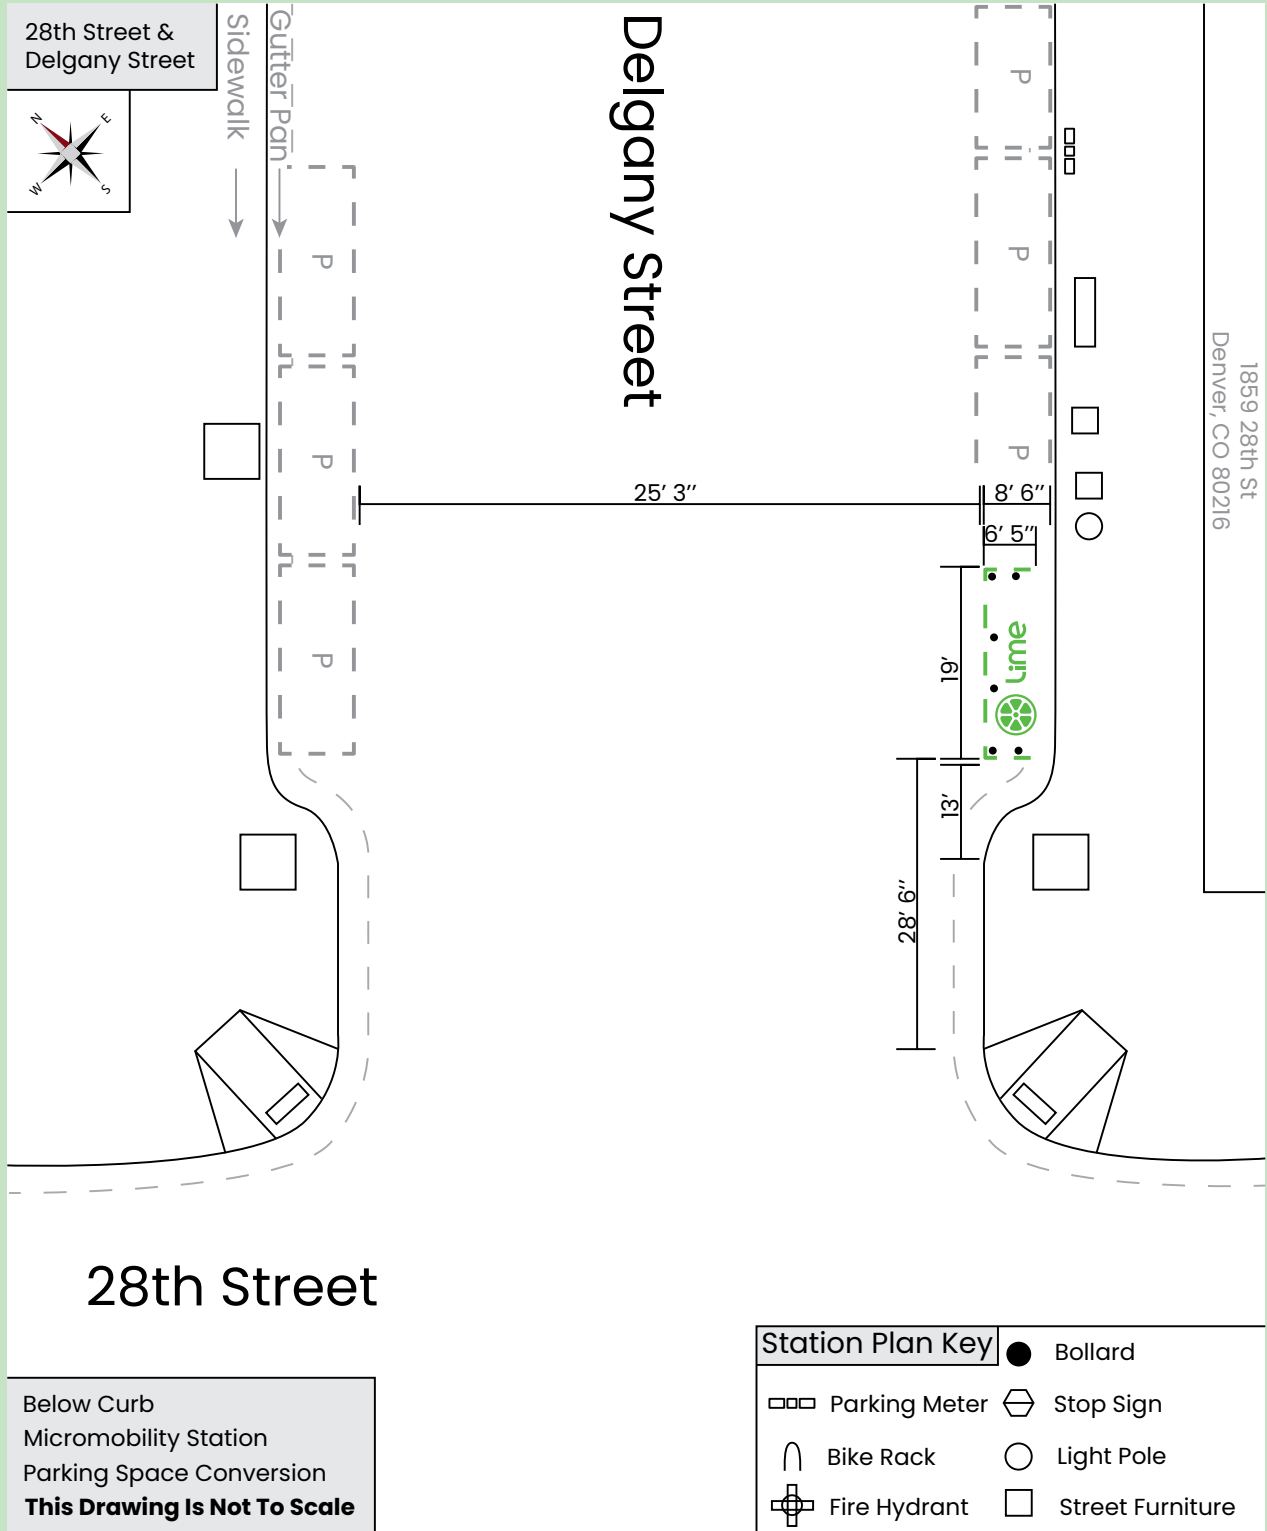 28th Street &
Delgany Street
N
E
W
S
Sidewalk
Gutter Pan
Delgany Street
P
P
P
P
P
P
1859 28th St
Denver, CO 80216
25' 3''
8' 6''
6' 5''
19'
Lime
13'
28' 6''
28th Street
Below Curb
Micromobility Station
Parking Space Conversion
This Drawing Is Not To Scale
Station Plan Key
Bollard
Parking Meter
Stop Sign
Bike Rack
Light Pole
Fire Hydrant
Street Furniture